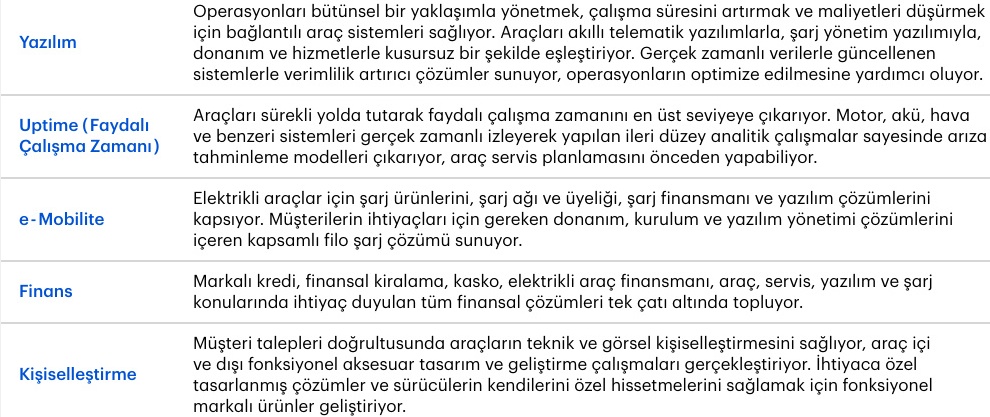 Yazılım
Operasyonları bütünsel bir yaklaşımla yönetmek, çalışma süresini artırmak ve maliyetleri düşürmek
için bağlantılı araç sistemleri sağlıyor. Araçları akıllı telematik yazılımlarla, şarj yönetim yazılımıyla,
donanım ve hizmetlerle kusursuz bir şekilde eşleştiriyor. Gerçek zamanlı verilerle güncellenen
sistemlerle verimlilik artırıcı çözümler sunuyor, operasyonların optimize edilmesine yardımcı oluyor.
Uptime (Faydalı
Çalışma Zamanı)
Araçları sürekli yolda tutarak faydalı çalışma zamanını en üst seviyeye çıkarıyor. Motor, akü, hava
ve benzeri sistemleri gerçek zamanlı izleyerek yapılan ileri düzey analitik çalışmalar sayesinde arıza
tahminleme modelleri çıkarıyor, araç servis planlamasını önceden yapabiliyor.
e-Mobilite
Elektrikli araçlar için şarj ürünlerini, şarj ağı ve üyeliği, şarj finansmanı ve yazılım çözümlerini
kapsıyor. Müşterilerin ihtiyaçları için gereken donanım, kurulum ve yazılım yönetimi çözümlerini
içeren kapsamlı filo şarj çözümü sunuyor.
Finans
Markalı kredi, finansal kiralama, kasko, elektrikli araç finansmanı, araç, servis, yazılım ve şarj
konularında ihtiyaç duyulan tüm finansal çözümleri tek çatı altında topluyor.
Kişiselleştirme
Müşteri talepleri doğrultusunda araçların teknik ve görsel kişiselleştirmesini sağlıyor, araç içi
ve dışı fonksiyonel aksesuar tasarım ve geliştirme çalışmaları gerçekleştiriyor. İhtiyaca özel
tasarlanmış çözümler ve sürücülerin kendilerini özel hissetmelerini sağlamak için fonksiyonel
markalı ürünler geliştiriyor.